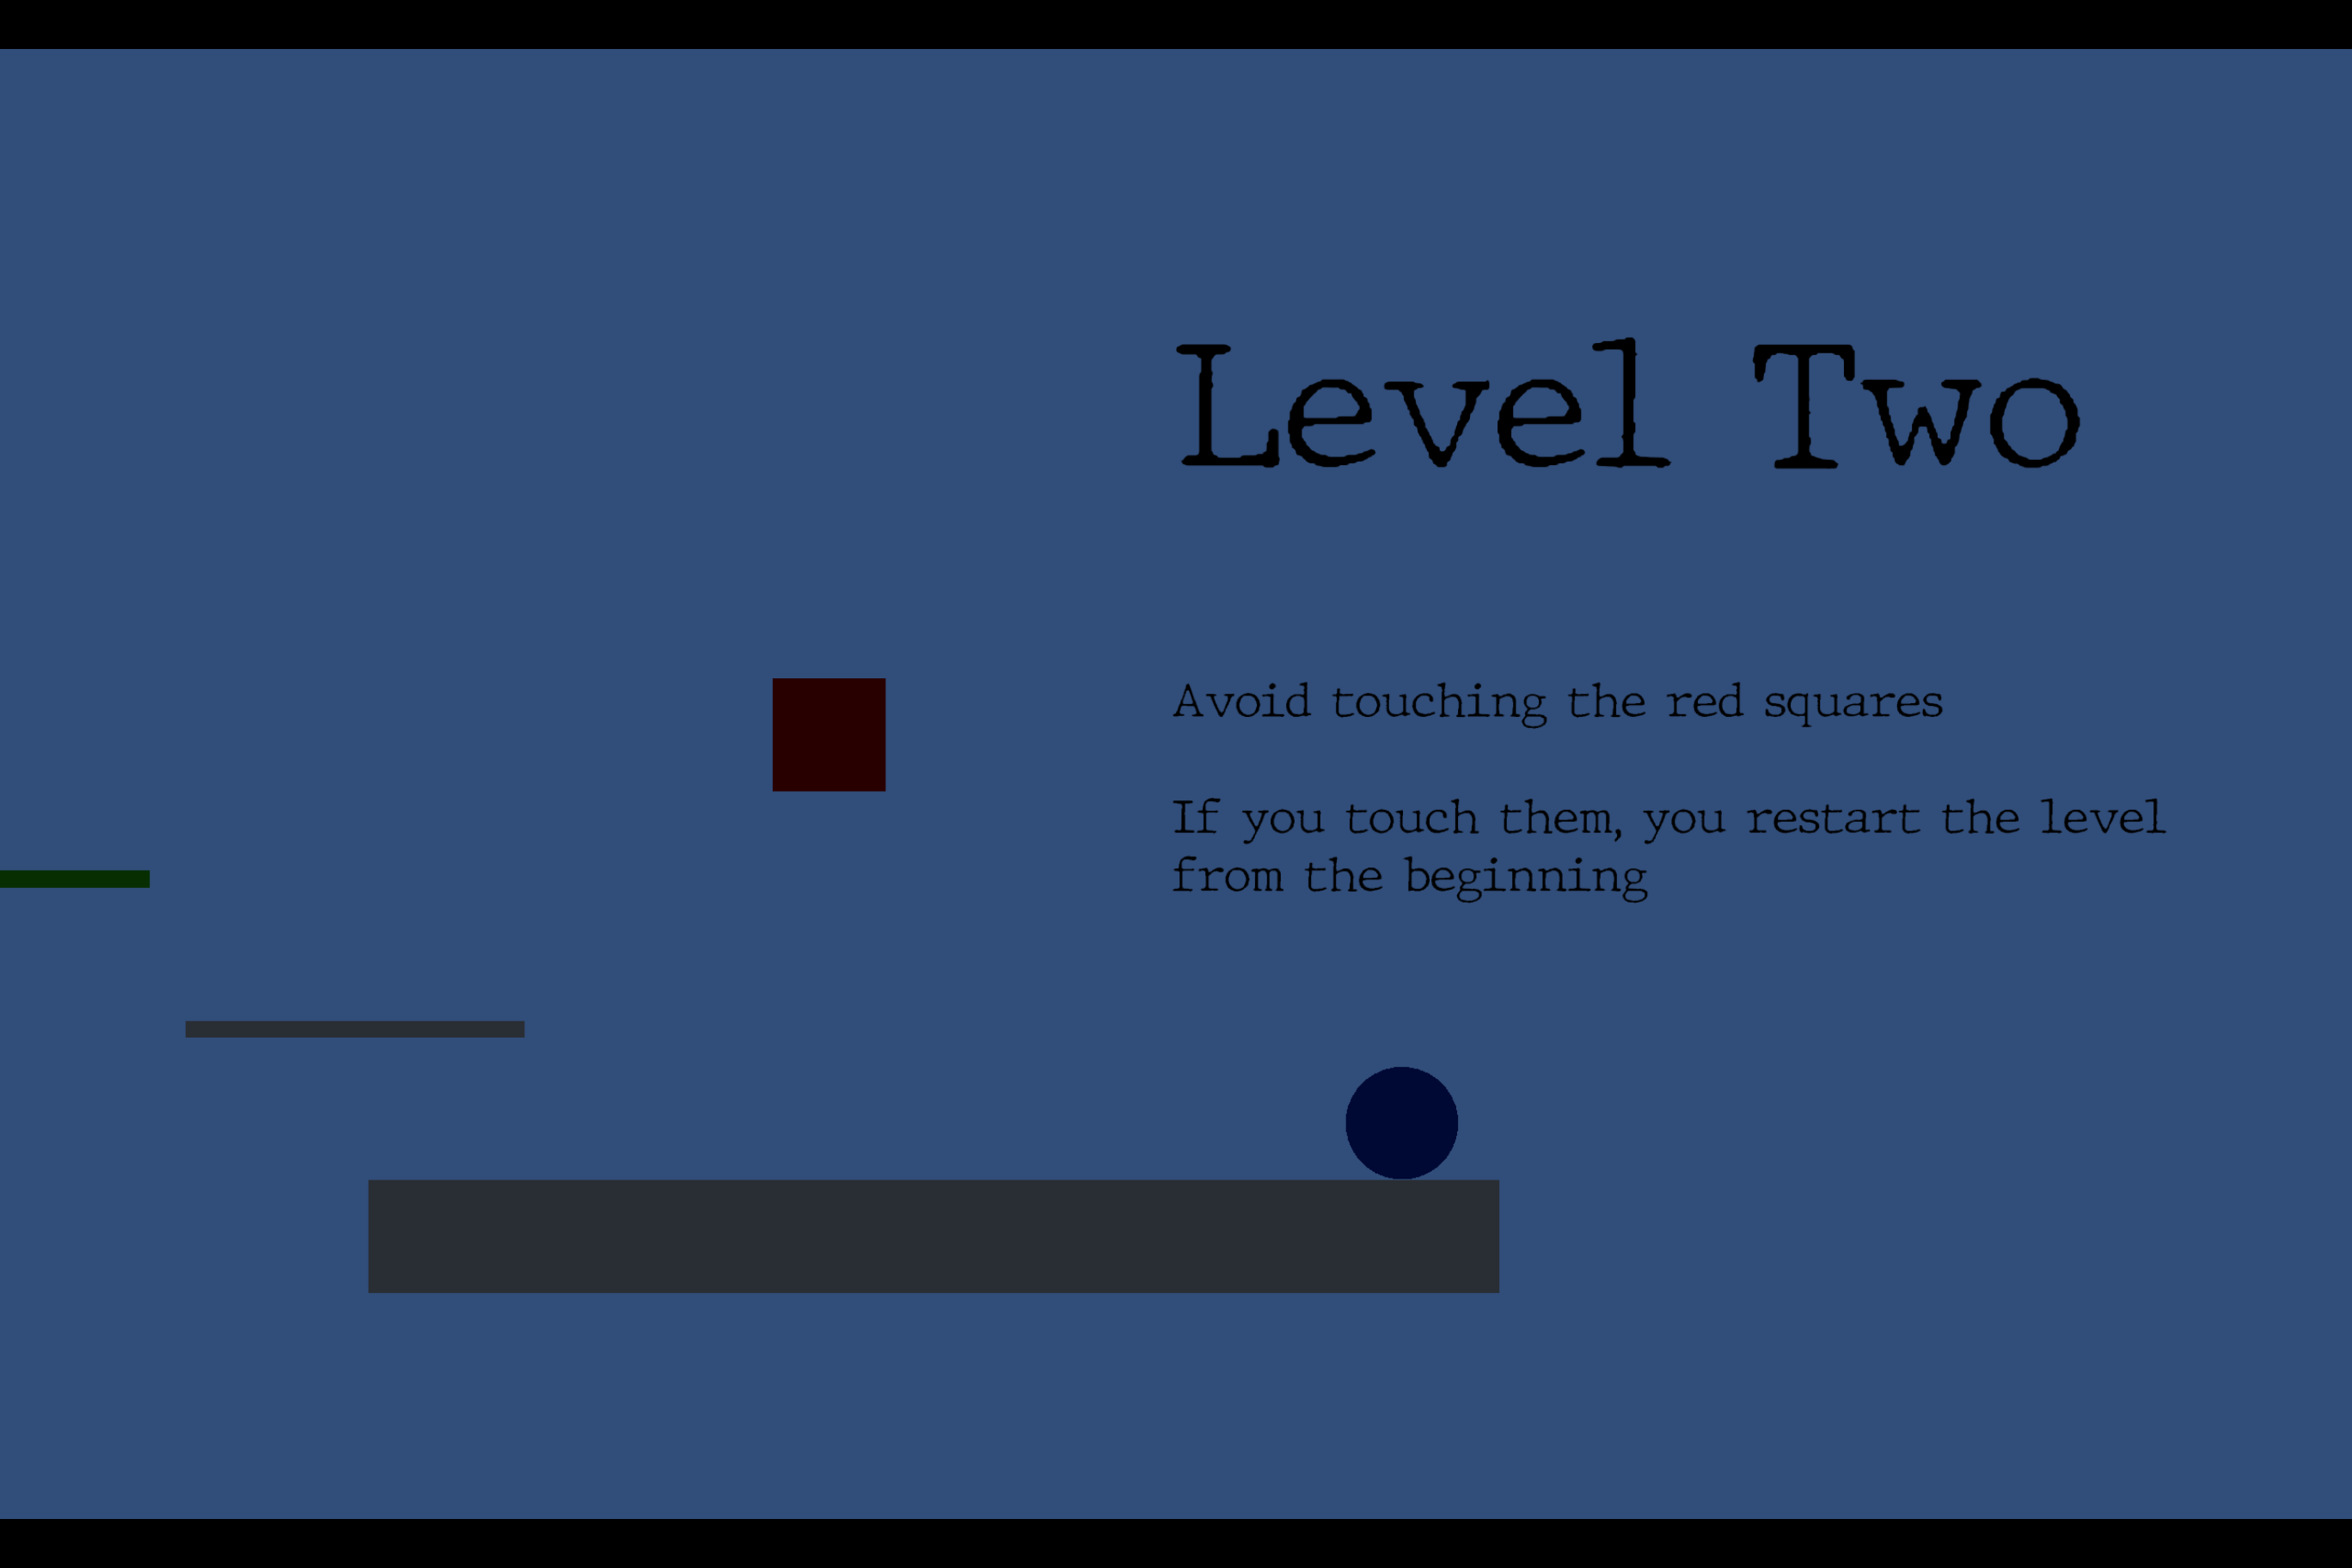 Level Two
Avoid touching the red squares
If you touch them, you restart the level
from the beginning